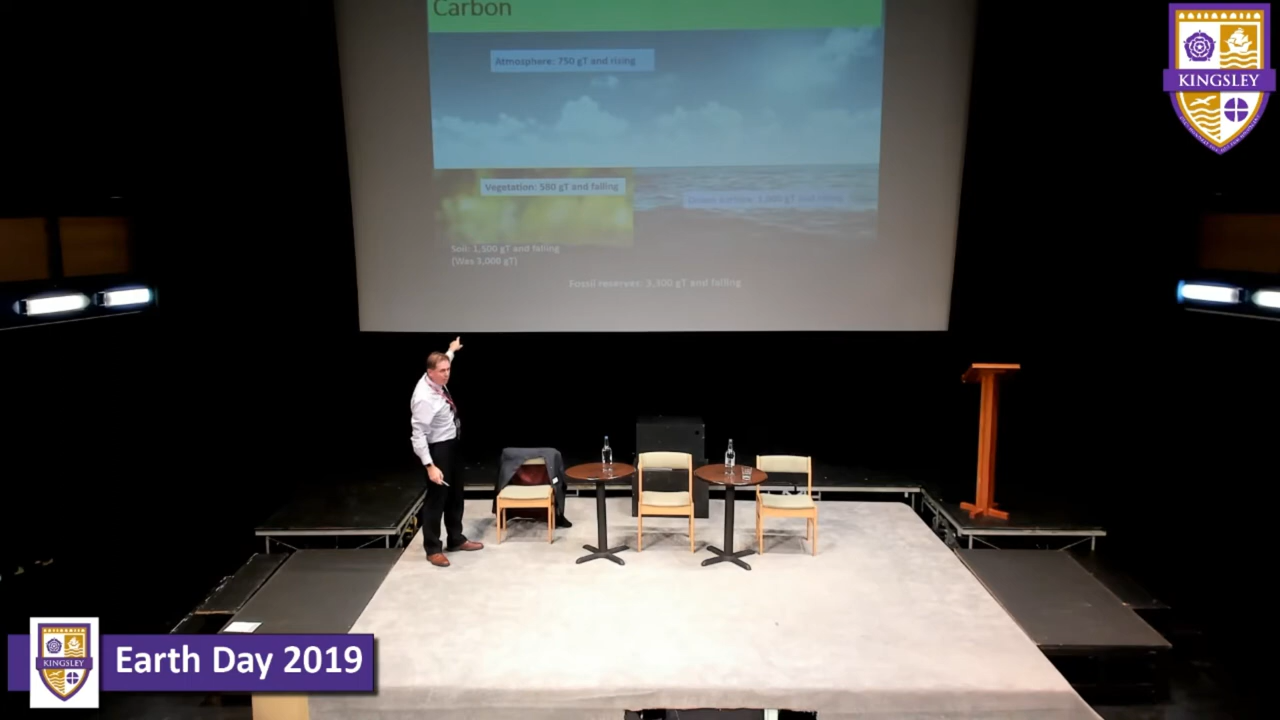 Carbon
Atmosphere: 750 gT and rising
Vegetation: 580 gT and falling
Soil: 1,500 gT and falling
(Was 3,000 gT)
Fossil reserves: 3,300 gT and falling
KINGSLEY
KINGSLEY
Earth Day 2019